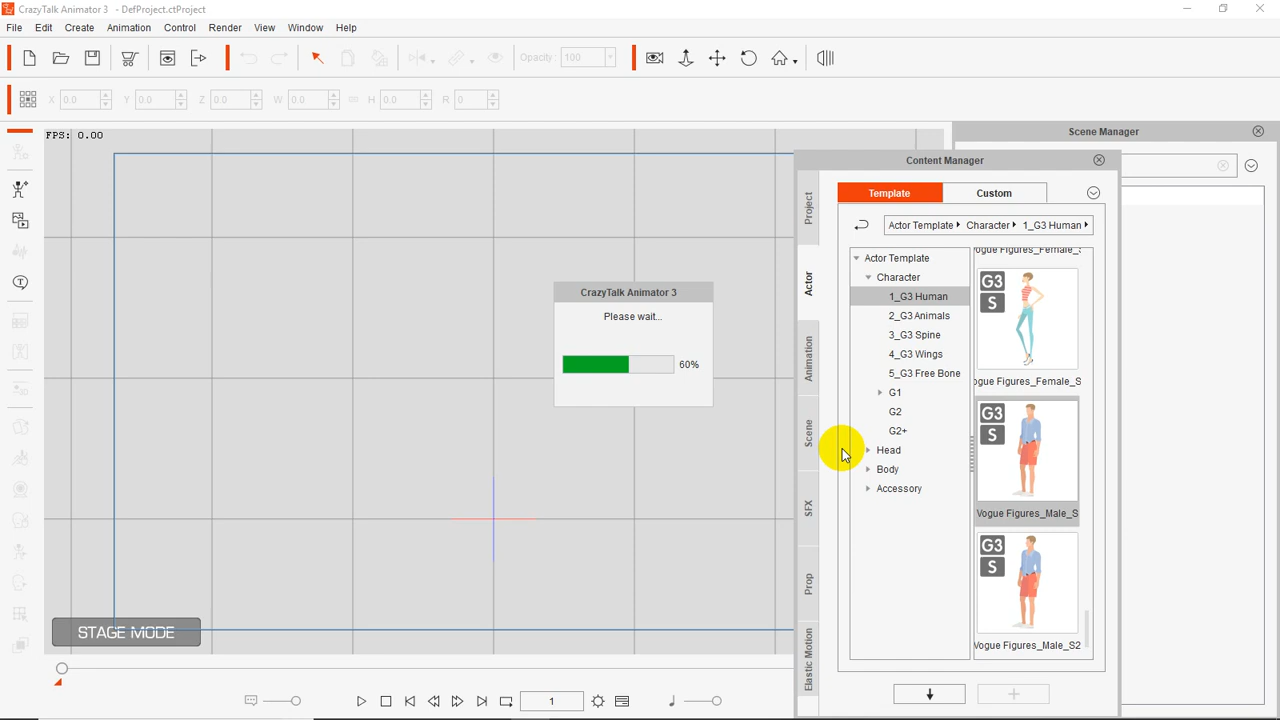 CrazyTalk Animator 3 - DefProject.ctProject
File Edit Create Animation Control Render View Window Help
Opacity : 100
X 0.0 Y 0.0 Z 0.0 W 0.0 H 0.0 R 0
FPS: 0.00
Scene Manager
Content Manager
Template Custom
Actor Template Character 1_G3 Human
Project
Actor
Animation
Scene
SFX
Prop
Elastic Motion
Actor Template
Character
1_G3 Human
2_G3 Animals
3_G3 Spine
4_G3 Wings
5_G3 Free Bone
G1
G2
G2+
Head
Body
Accessory
ogue Figures_Female_S
G3
S
ogue Figures_Female_S
G3
S
Vogue Figures_Male_S
G3
S
Vogue Figures_Male_S2
CrazyTalk Animator 3
Please wait...
60%
STAGE MODE
1